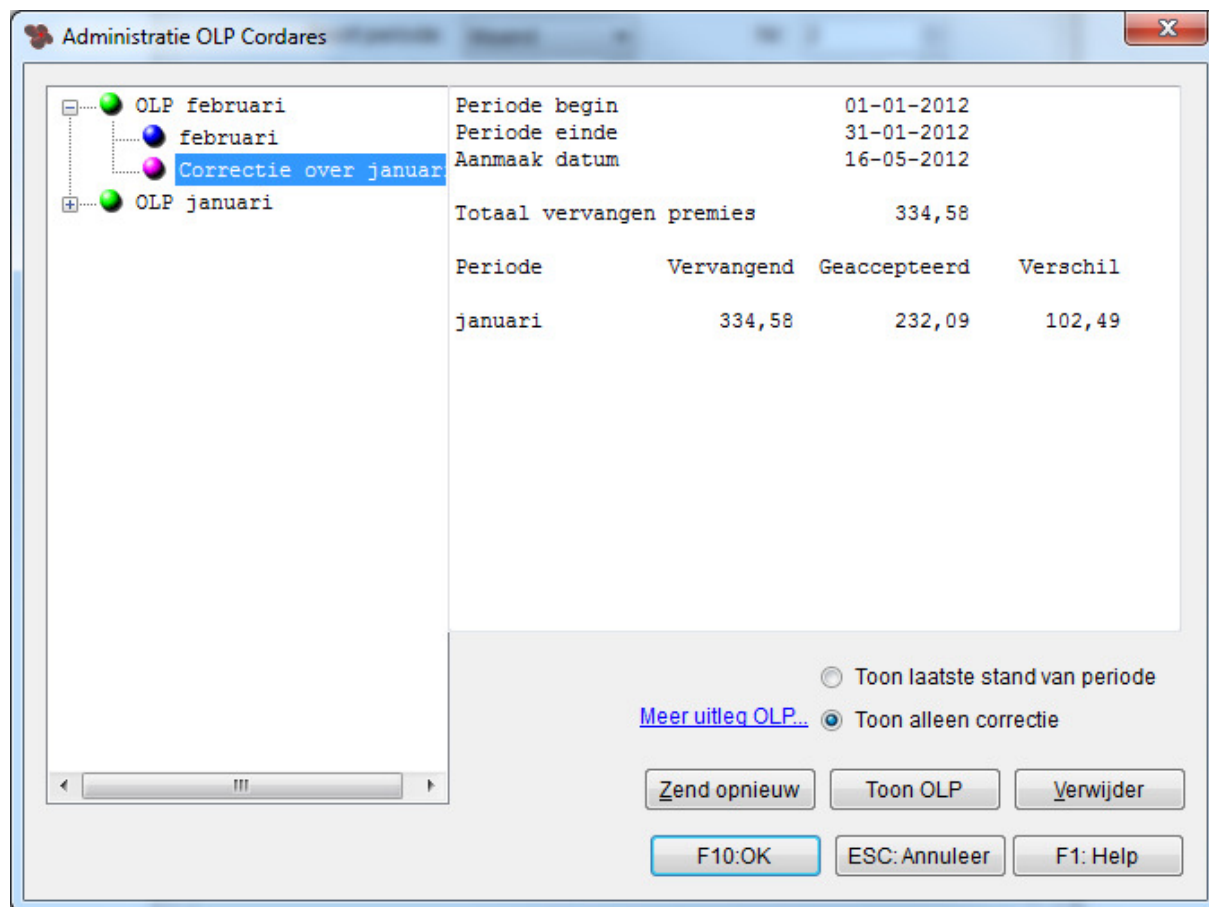 Administratie OLP Cordares
OLP februari
februari
Correctie over januar
OLP januari
Periode begin 01-01-2012
Periode einde 31-01-2012
Aanmaak datum 16-05-2012
Totaal vervangen premies 334,58
Periode Vervangend Geaccepteerd Verschil
januari 334,58 232,09 102,49
Toon laatste stand van periode
Meer uitleg OLP... Toon alleen correctie
Zend opnieuw Toon OLP Verwijder
F10:OK ESC: Annuleer F1: Help